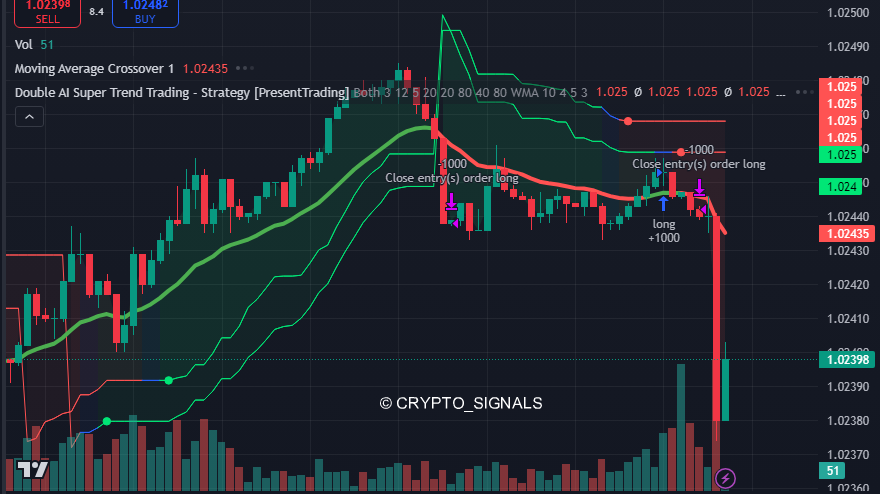 1.02398
SELL
8.4
1.02482
BUY
1.02500
1.02490
Vol 51
Moving Average Crossover 1 1.02435
Double AI Super Trend Trading - Strategy [PresentTrading] Both 3 12 5 20 20 80 40 80 WMA 10 4 5 3 1.025 Ø 1.025 1.025 Ø 1.025 ...
1.025
1.025
1.025
1.025
1.025
1.024
1.02440
1.02435
1.02430
1.02420
1.02410
1.02400
1.02398
1.02390
1.02380
1.02370
51
1.02360
-1000
Close entry(s) order long
-1000
Close entry(s) order long
long
+1000
© CRYPTO_SIGNALS
TV